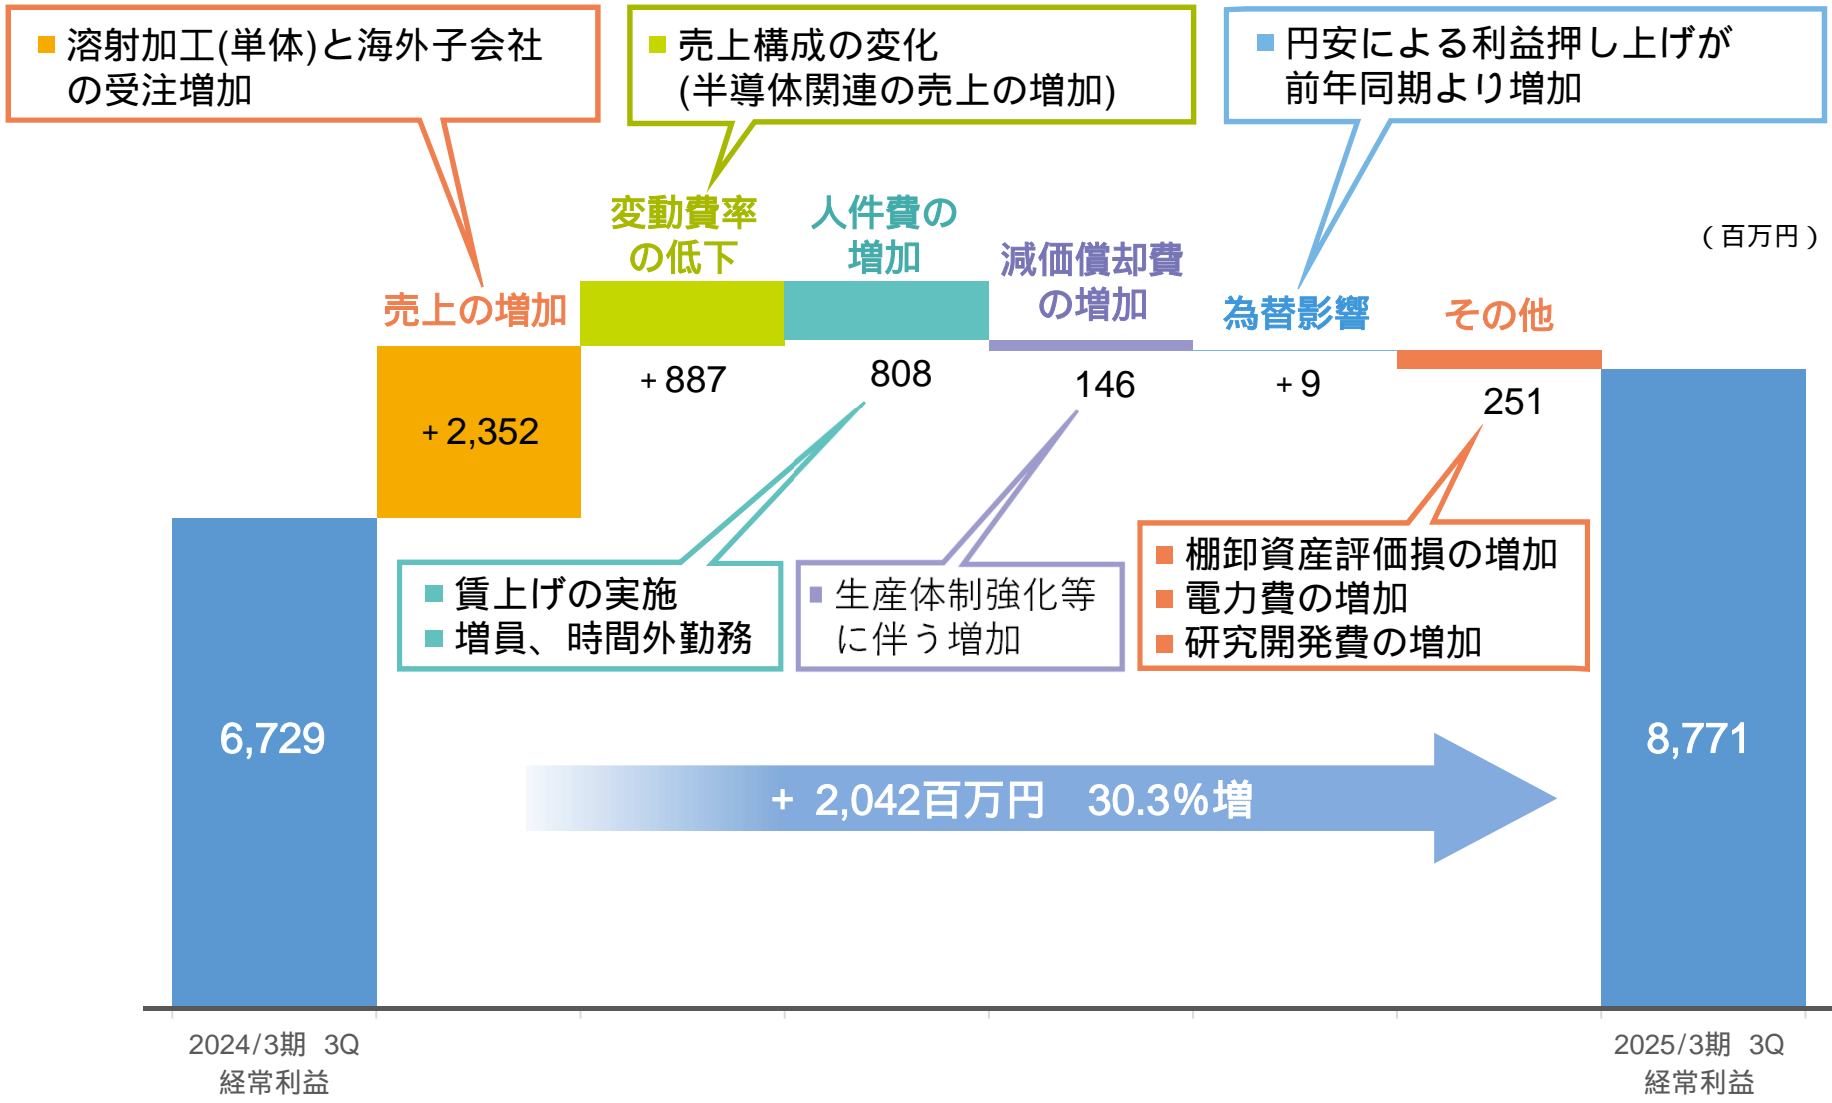 溶射加工(単体)と海外子会社
の受注増加
売上構成の変化
(半導体関連の売上の増加)
円安による利益押し上げが
前年同期より増加
(百万円)
売上の増加
変動費率
の低下
人件費の
増加
減価償却費
の増加
為替影響
その他
+2,352
+887
808
146
+9
251
賃上げの実施
増員、時間外勤務
生産体制強化等
に伴う増加
棚卸資産評価損の増加
電力費の増加
研究開発費の増加
6,729
+ 2,042百万円 30.3%増
8,771
2024/3期 3Q
経常利益
2025/3期 3Q
経常利益